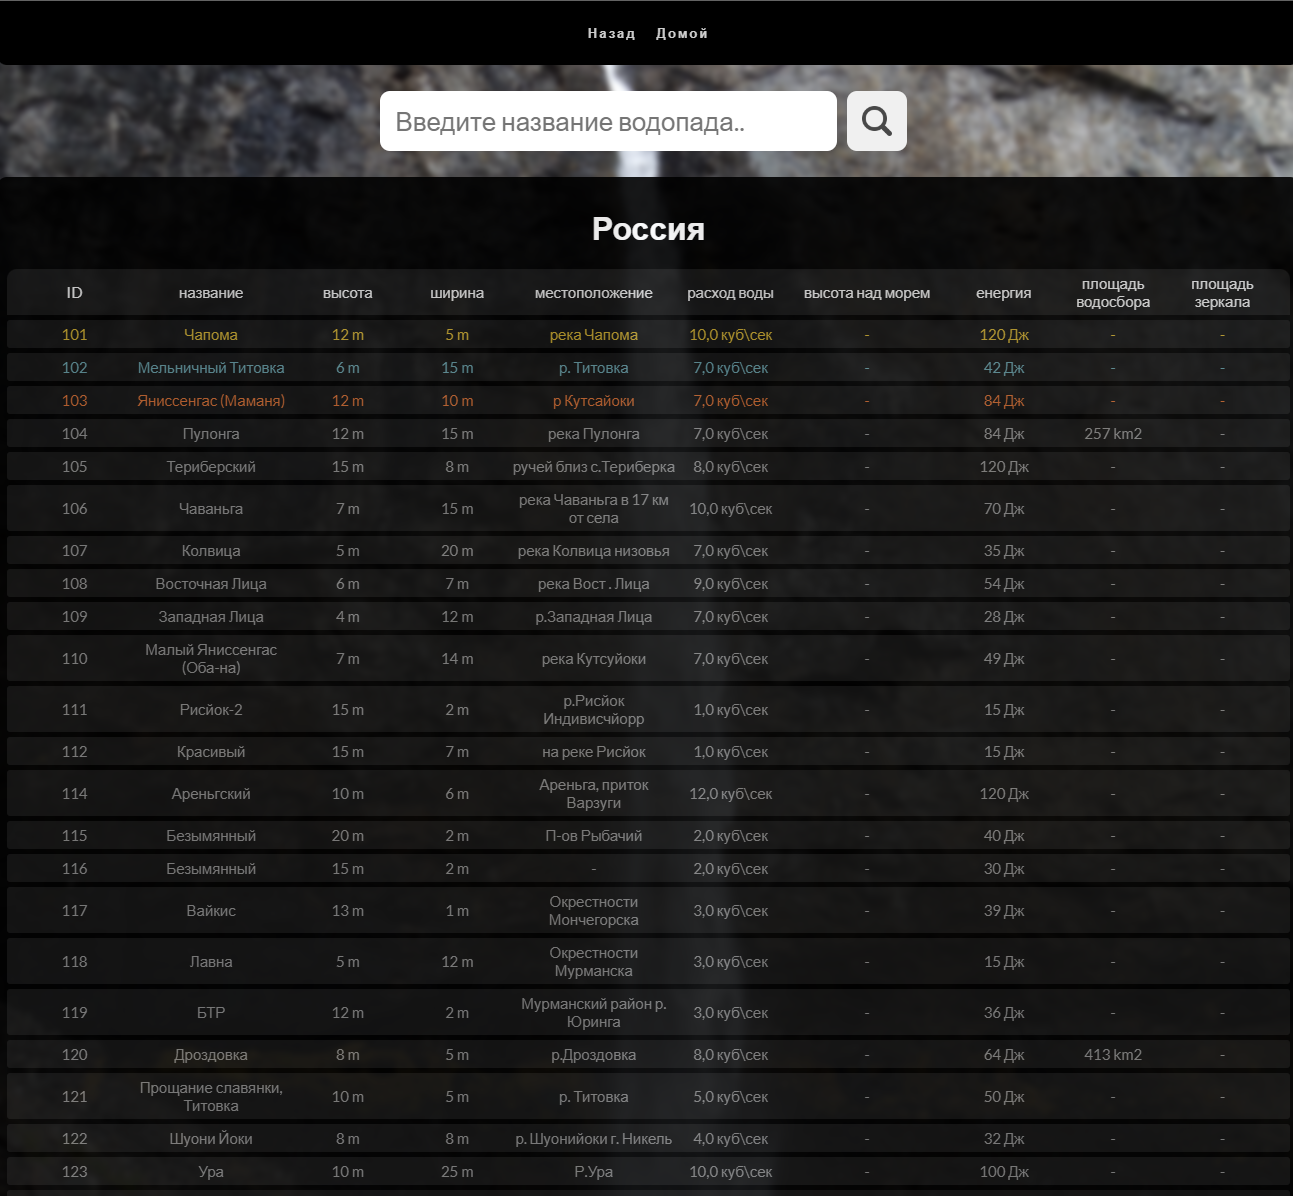 Назад Домой
Введите название водопада..
Россия
ID название высота ширина местоположение расход воды высота над морем енергия площадь водосбора площадь зеркала
101 Чапома 12 m 5 m река Чапома 10,0 куб\сек - 120 Дж - -
102 Мельничный Титовка 6 m 15 m р. Титовка 7,0 куб\сек - 42 Дж - -
103 Яниссенгас (Маманя) 12 m 10 m р Кутсайоки 7,0 куб\сек - 84 Дж - -
104 Пулонга 12 m 15 m река Пулонга 7,0 куб\сек - 84 Дж 257 km2 -
105 Териберский 15 m 8 m ручей близ с.Териберка 8,0 куб\сек - 120 Дж - -
106 Чаваньга 7 m 15 m река Чаваньга в 17 км от села 10,0 куб\сек - 70 Дж - -
107 Колвица 5 m 20 m река Колвица низовья 7,0 куб\сек - 35 Дж - -
108 Восточная Лица 6 m 7 m река Вост . Лица 9,0 куб\сек - 54 Дж - -
109 Западная Лица 4 m 12 m р.Западная Лица 7,0 куб\сек - 28 Дж - -
110 Малый Яниссенгас (Оба-на) 7 m 14 m река Кутсуйоки 7,0 куб\сек - 49 Дж - -
111 Рисйок-2 15 m 2 m р.Рисйок Индивисчйорр 1,0 куб\сек - 15 Дж - -
112 Красивый 15 m 7 m на реке Рисйок 1,0 куб\сек - 15 Дж - -
114 Ареньгский 10 m 6 m Ареньга, приток Варзуги 12,0 куб\сек - 120 Дж - -
115 Безымянный 20 m 2 m П-ов Рыбачий 2,0 куб\сек - 40 Дж - -
116 Безымянный 15 m 2 m - 2,0 куб\сек - 30 Дж - -
117 Вайкис 13 m 1 m Окрестности Мончегорска 3,0 куб\сек - 39 Дж - -
118 Лавна 5 m 12 m Окрестности Мурманска 3,0 куб\сек - 15 Дж - -
119 БТР 12 m 2 m Мурманский район р. Юринга 3,0 куб\сек - 36 Дж - -
120 Дроздовка 8 m 5 m р.Дроздовка 8,0 куб\сек - 64 Дж 413 km2 -
121 Прощание славянки, Титовка 10 m 5 m р. Титовка 5,0 куб\сек - 50 Дж - -
122 Шуони Йоки 8 m 8 m р. Шуонийоки г. Никель 4,0 куб\сек - 32 Дж - -
123 Ура 10 m 25 m Р.Ура 10,0 куб\сек - 100 Дж - -